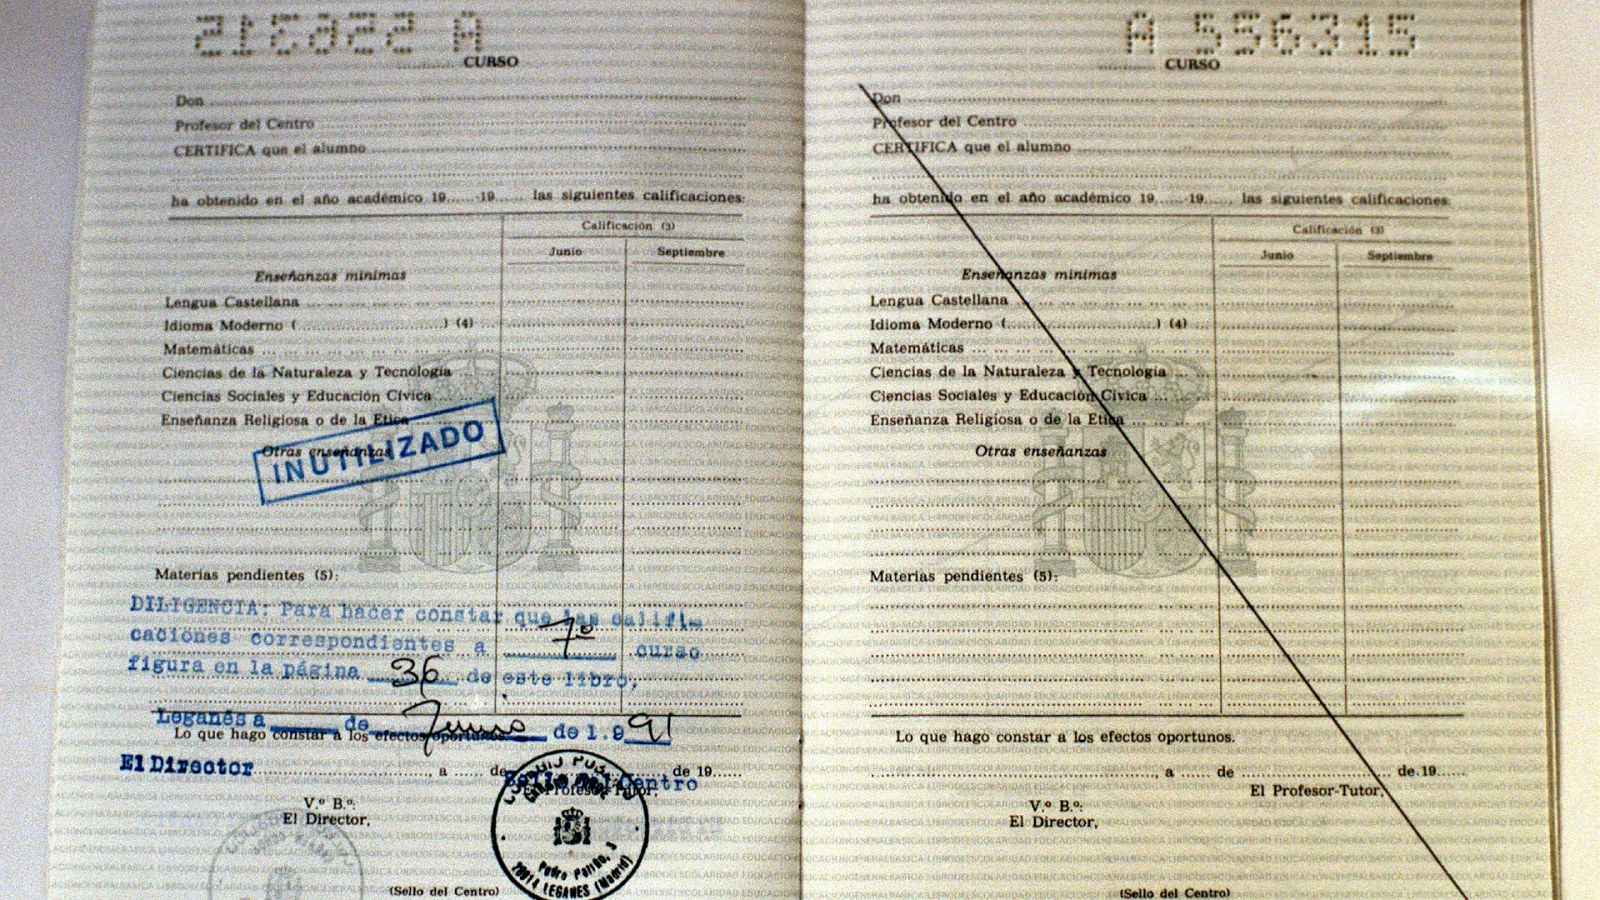 A 556315
CURSO
Don
Profesor del Centro
CERTIFICA que el alumno
ha obtenido en el año académico 19......-19...... las siguientes calificaciones:
Calificación (3)
Junio Septiembre
Enseñanzas mínimas
Lengua Castellana
Idioma Moderno (..............................) (4)
Matemáticas
Ciencias de la Naturaleza y Tecnología
Ciencias Sociales y Educación Cívica
Enseñanza Religiosa o de la Etica
INUTILIZADO
Otras enseñanzas
Materias pendientes (5):
DILIGENCIA: Para hacer constar que las califi-
caciones correspondientes a 7º curso
figura en la página 36 de este libro,
Leganés a ____ de Junio de 1.991
Lo que hago constar a los efectos oportunos.
El Director
, a ...... de de 19......
Sello del Centro
El Profesor-Tutor,
V.º B.º:
El Director,
COLEGIO
20914 LEGANES (Madrid)
(Sello del Centro)
A 556315
CURSO
Don
Profesor del Centro
CERTIFICA que el alumno
ha obtenido en el año académico 19......-19......, las siguientes calificaciones:
Calificación (3)
Junio Septiembre
Enseñanzas mínimas
Lengua Castellana
Idioma Moderno (..............................) (4)
Matemáticas
Ciencias de la Naturaleza y Tecnología
Ciencias Sociales y Educación Cívica
Enseñanza Religiosa o de la Etica
Otras enseñanzas
Materias pendientes (5):
Lo que hago constar a los efectos oportunos.
, a ...... de de 19......
El Profesor-Tutor,
V.º B.º:
El Director,
(Sello del Centro)